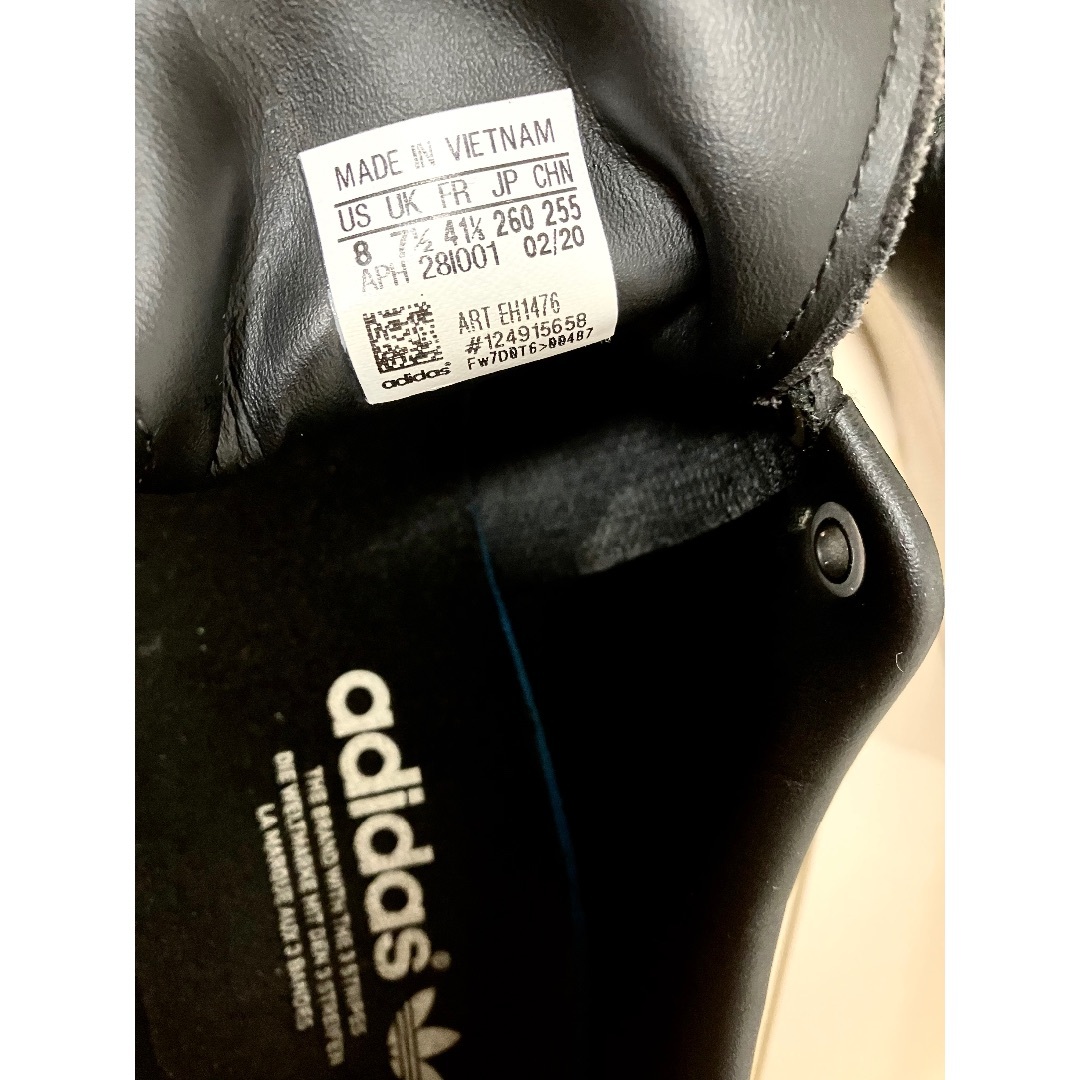 MADE IN VIETNAM
US UK FR JP CHN
8 7½ 41⅓ 260 255
APH 28I001 02/20
ART EH1476
#124915658
FW7D0T6>00487
adidas
adidas
THE BRAND WITH THE 3 STRIPES
DIE WELTMARKE MIT DEN 3 STREIFEN
LA MARQUE AUX 3 BANDES